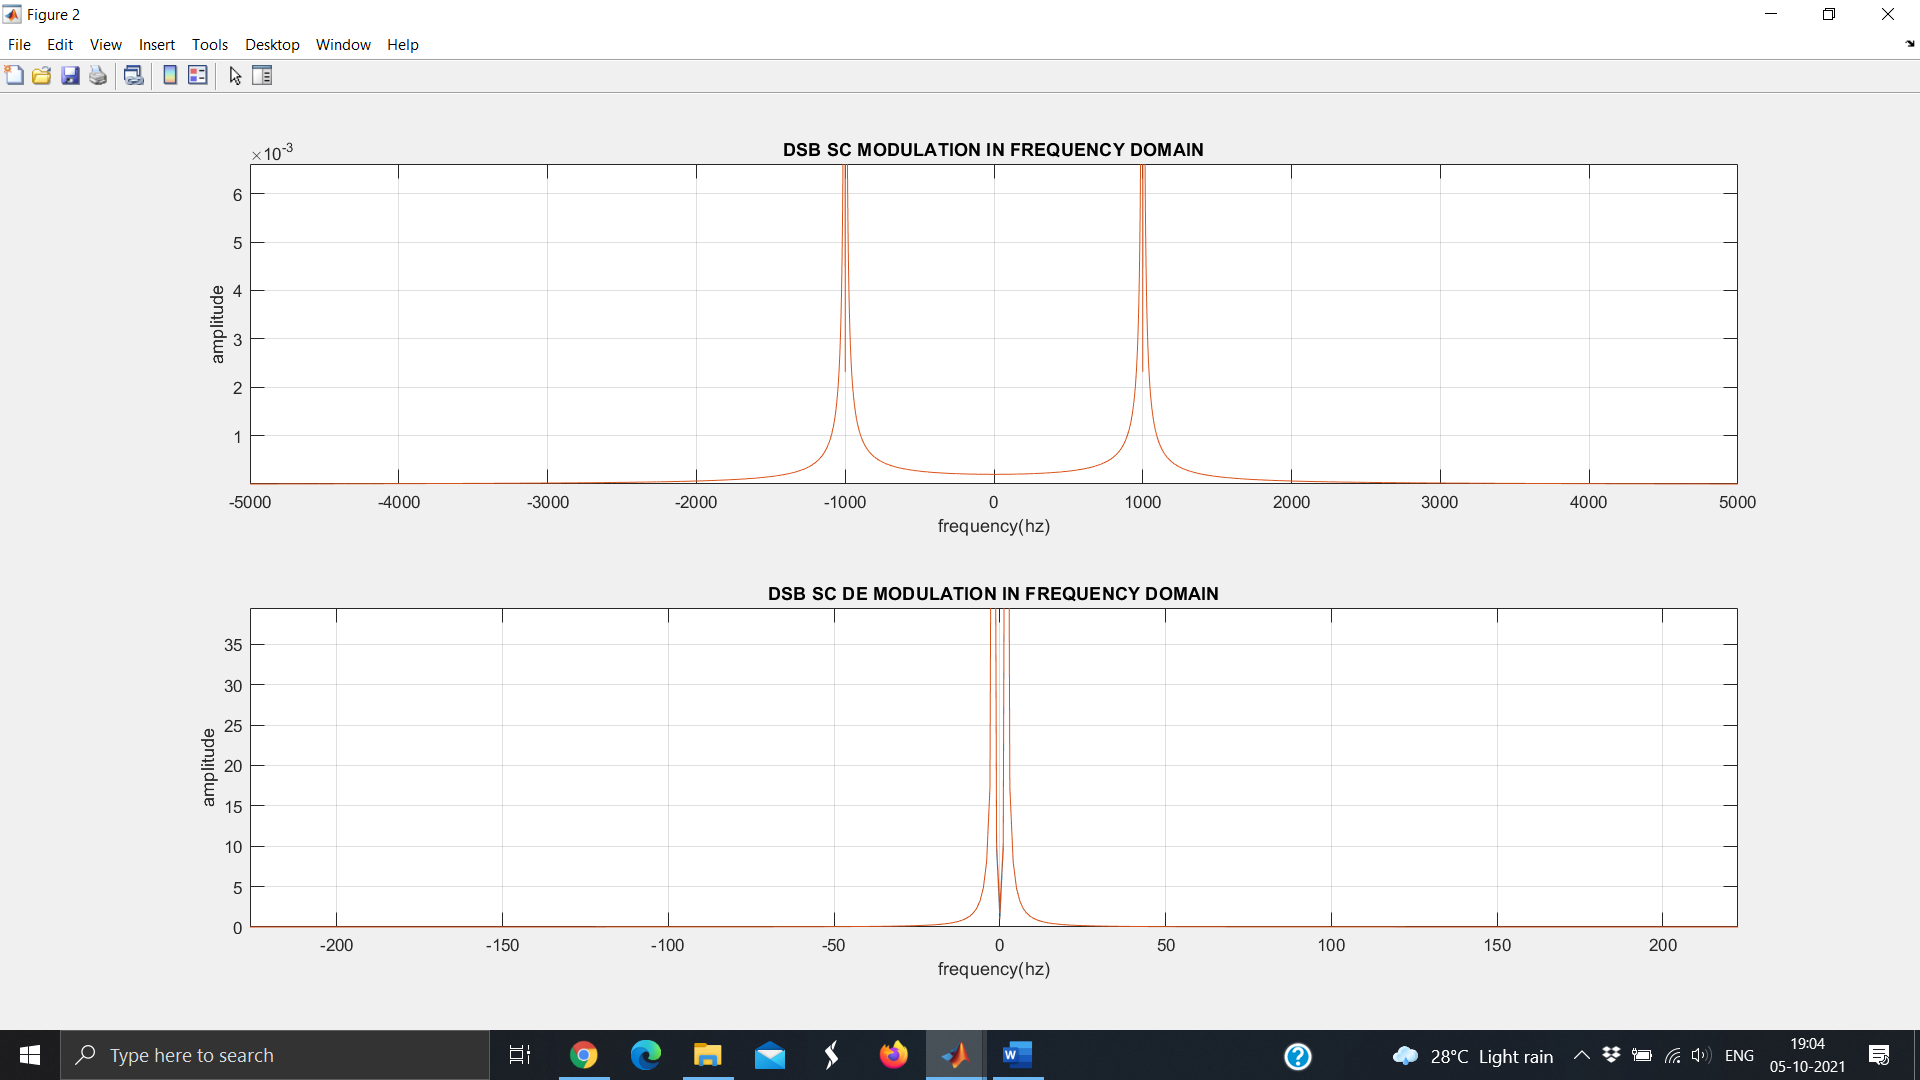 Figure 2
File Edit View Insert Tools Desktop Window Help
×10-3
DSB SC MODULATION IN FREQUENCY DOMAIN
6
5
4
3
2
1
amplitude
-5000 -4000 -3000 -2000 -1000 0 1000 2000 3000 4000 5000
frequency(hz)
DSB SC DE MODULATION IN FREQUENCY DOMAIN
35
30
25
20
15
10
5
0
amplitude
-200 -150 -100 -50 0 50 100 150 200
frequency(hz)
Type here to search
28°C Light rain
ENG
19:04
05-10-2021